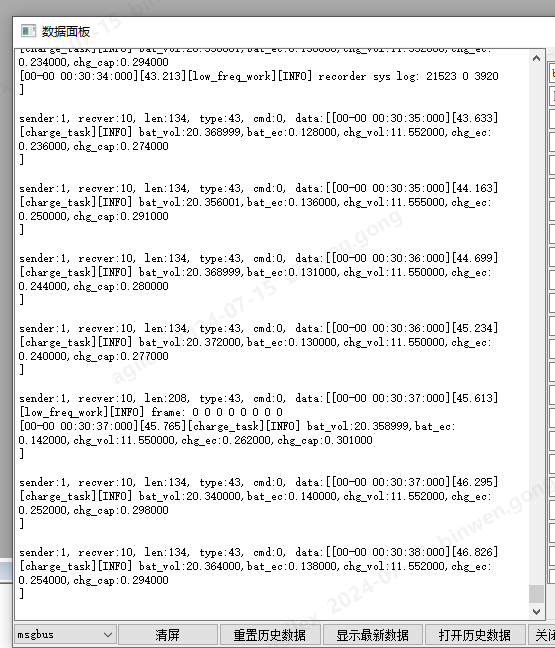 数据面板
[charge_task][INFO] bat_vol:20.358001,bat_ec:0.138000,chg_vol:11.552000,chg_ec:
0.234000,chg_cap:0.294000
[00-00 00:30:34:000][43.213][low_freq_work][INFO] recorder sys log: 21523 0 3920
]
sender:1, recver:10, len:134, type:43, cmd:0, data:[[00-00 00:30:35:000][43.633]
[charge_task][INFO] bat_vol:20.368999,bat_ec:0.128000,chg_vol:11.552000,chg_ec:
0.236000,chg_cap:0.274000
]
sender:1, recver:10, len:134, type:43, cmd:0, data:[[00-00 00:30:35:000][44.163]
[charge_task][INFO] bat_vol:20.356001,bat_ec:0.136000,chg_vol:11.555000,chg_ec:
0.250000,chg_cap:0.291000
]
sender:1, recver:10, len:134, type:43, cmd:0, data:[[00-00 00:30:36:000][44.699]
[charge_task][INFO] bat_vol:20.368999,bat_ec:0.131000,chg_vol:11.550000,chg_ec:
0.244000,chg_cap:0.280000
]
sender:1, recver:10, len:134, type:43, cmd:0, data:[[00-00 00:30:36:000][45.234]
[charge_task][INFO] bat_vol:20.372000,bat_ec:0.130000,chg_vol:11.550000,chg_ec:
0.240000,chg_cap:0.277000
]
sender:1, recver:10, len:208, type:43, cmd:0, data:[[00-00 00:30:37:000][45.613]
[low_freq_work][INFO] frame: 0 0 0 0 0 0 0 0
[00-00 00:30:37:000][45.765][charge_task][INFO] bat_vol:20.358999,bat_ec:
0.142000,chg_vol:11.550000,chg_ec:0.262000,chg_cap:0.301000
]
sender:1, recver:10, len:134, type:43, cmd:0, data:[[00-00 00:30:37:000][46.295]
[charge_task][INFO] bat_vol:20.340000,bat_ec:0.140000,chg_vol:11.552000,chg_ec:
0.252000,chg_cap:0.298000
]
sender:1, recver:10, len:134, type:43, cmd:0, data:[[00-00 00:30:38:000][46.826]
[charge_task][INFO] bat_vol:20.364000,bat_ec:0.138000,chg_vol:11.552000,chg_ec:
0.254000,chg_cap:0.294000
]
msgbus 清屏 重置历史数据 显示最新数据 打开历史数据 关闭